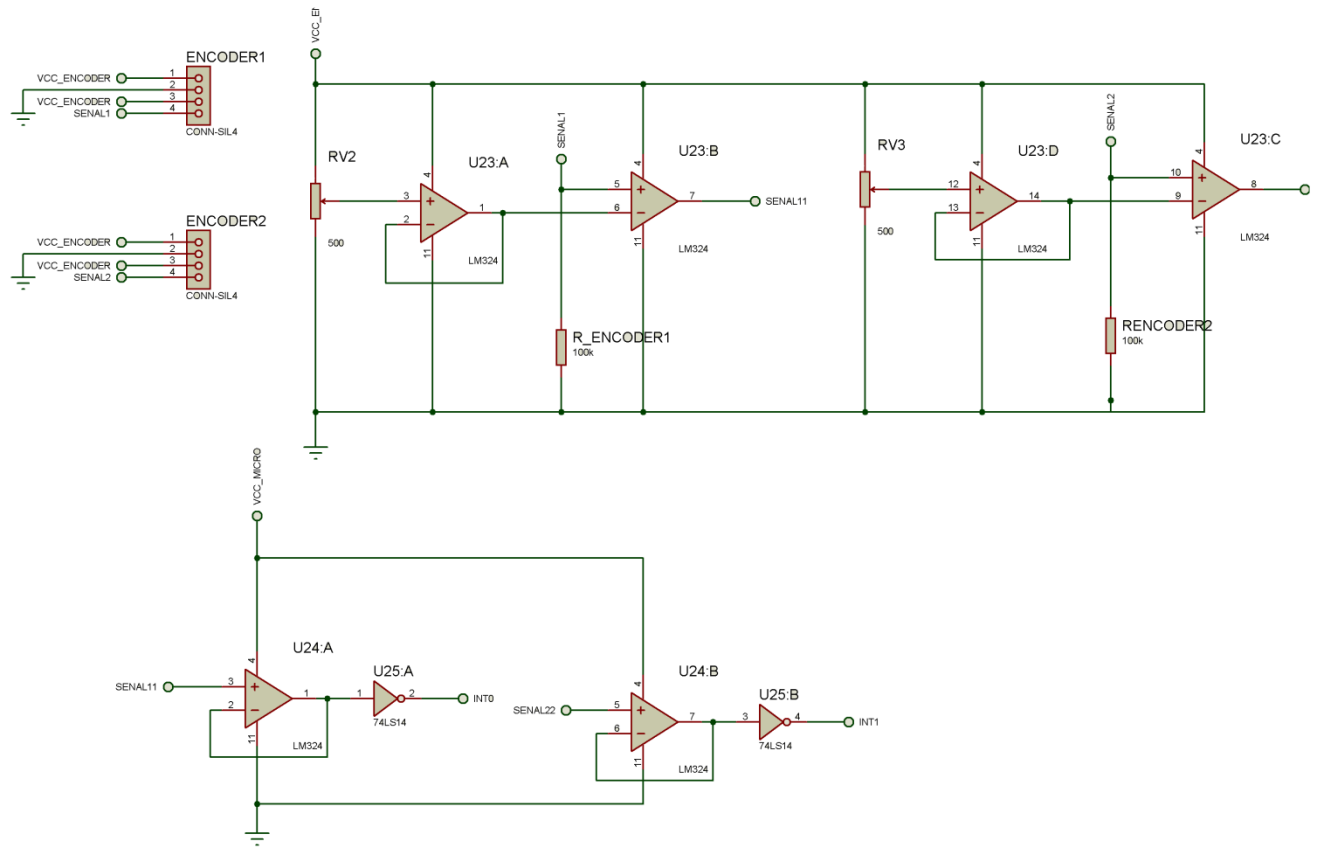 VCC_E
ENCODER1
VCC_ENCODER
1
2
VCC_ENCODER
3
SENAL1
4
CONN-SIL4
ENCODER2
VCC_ENCODER
1
2
VCC_ENCODER
3
SENAL2
4
CONN-SIL4
RV2
500
U23:A
4
3
2
1
11
LM324
SENAL1
R_ENCODER1
100k
U23:B
4
5
6
7
11
LM324
SENAL11
RV3
500
U23:D
4
12
13
14
11
LM324
SENAL2
RENCODER2
100k
U23:C
4
10
9
8
11
LM324
VCC_MICRO
SENAL11
U24:A
4
3
2
1
11
LM324
U25:A
1
2
74LS14
INT0
SENAL22
U24:B
4
5
6
7
11
LM324
U25:B
3
4
74LS14
INT1